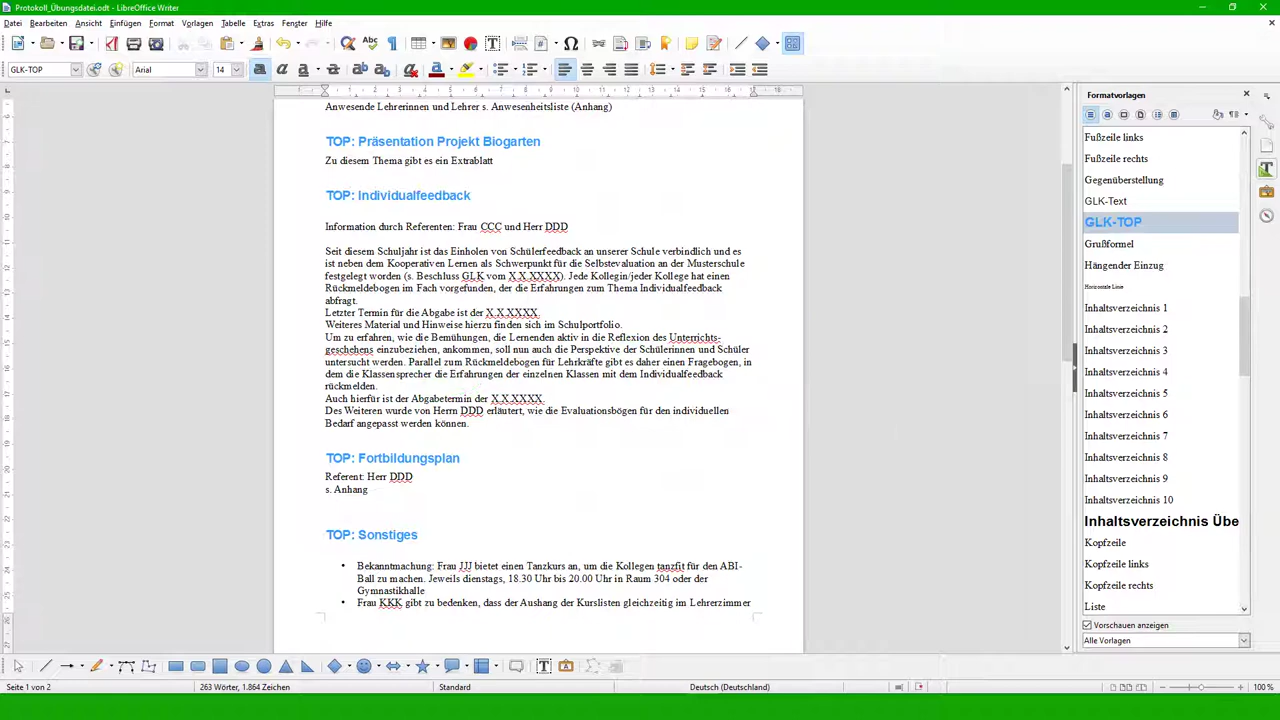 Protokoll_Übungsdatei.odt - LibreOffice Writer
Datei Bearbeiten Ansicht Einfügen Format Vorlagen Tabelle Extras Fenster Hilfe
GLK-TOP Arial 14
Anwesende Lehrerinnen und Lehrer s. Anwesenheitsliste (Anhang)
TOP: Präsentation Projekt Biogarten
Zu diesem Thema gibt es ein Extrablatt
TOP: Individualfeedback
Information durch Referenten: Frau CCC und Herr DDD
Seit diesem Schuljahr ist das Einholen von Schülerfeedback an unserer Schule verbindlich und es
ist neben dem Kooperativen Lernen als Schwerpunkt für die Selbstevaluation an der Musterschule
festgelegt worden (s. Beschluss GLK vom X.X.XXXX). Jede Kollegin/jeder Kollege hat einen
Rückmeldebogen im Fach vorgefunden, der die Erfahrungen zum Thema Individualfeedback
abfragt.
Letzter Termin für die Abgabe ist der X.X.XXXX.
Weiteres Material und Hinweise hierzu finden sich im Schulportfolio.
Um zu erfahren, wie die Bemühungen, die Lernenden aktiv in die Reflexion des Unterrichts-
geschehens einzubeziehen, ankommen, soll nun auch die Perspektive der Schülerinnen und Schüler
untersucht werden. Parallel zum Rückmeldebogen für Lehrkräfte gibt es daher einen Fragebogen, in
dem die Klassensprecher die Erfahrungen der einzelnen Klassen mit dem Individualfeedback
rückmelden.
Auch hierfür ist der Abgabetermin der X.X.XXXX.
Des Weiteren wurde von Herrn DDD erläutert, wie die Evaluationsbögen für den individuellen
Bedarf angepasst werden können.
TOP: Fortbildungsplan
Referent: Herr DDD
s. Anhang
TOP: Sonstiges
• Bekanntmachung: Frau JJJ bietet einen Tanzkurs an, um die Kollegen tanzfit für den ABI-
Ball zu machen. Jeweils dienstags, 18.30 Uhr bis 20.00 Uhr in Raum 304 oder der
Gymnastikhalle
• Frau KKK gibt zu bedenken, dass der Aushang der Kurslisten gleichzeitig im Lehrerzimmer
Formatvorlagen
Fußzeile links
Fußzeile rechts
Gegenüberstellung
GLK-Text
GLK-TOP
Grußformel
Hängender Einzug
Horizontale Linie
Inhaltsverzeichnis 1
Inhaltsverzeichnis 2
Inhaltsverzeichnis 3
Inhaltsverzeichnis 4
Inhaltsverzeichnis 5
Inhaltsverzeichnis 6
Inhaltsverzeichnis 7
Inhaltsverzeichnis 8
Inhaltsverzeichnis 9
Inhaltsverzeichnis 10
Inhaltsverzeichnis Übe
Kopfzeile
Kopfzeile links
Kopfzeile rechts
Liste
Vorschauen anzeigen
Alle Vorlagen
Seite 1 von 2 263 Wörter, 1.864 Zeichen Standard Deutsch (Deutschland) 100 %